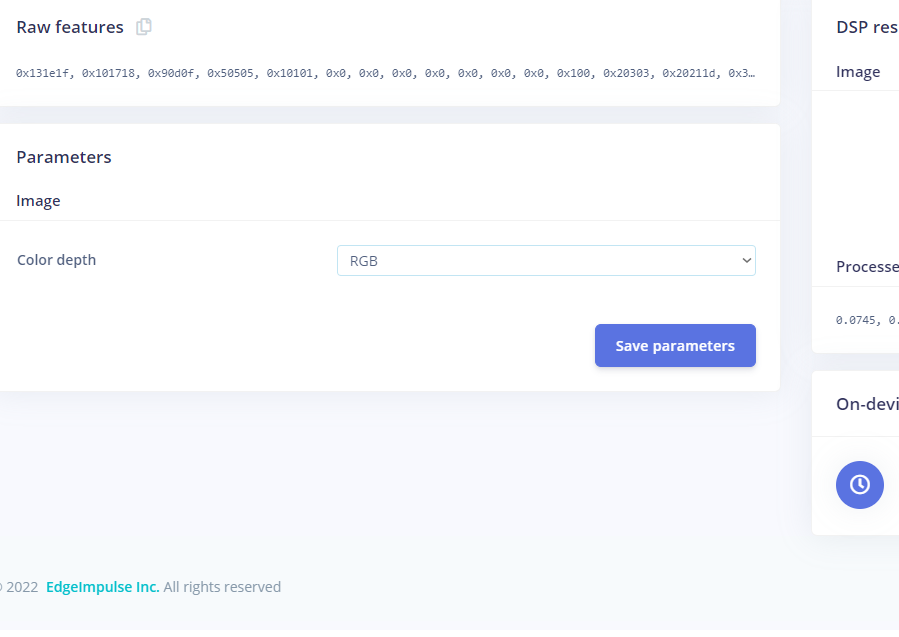 Raw features
0x131e1f, 0x101718, 0x90d0f, 0x50505, 0x10101, 0x0, 0x0, 0x0, 0x0, 0x0, 0x0, 0x0, 0x100, 0x20303, 0x20211d, 0x3…
Parameters
Image
Color depth
RGB
Save parameters
DSP res
Image
Processe
0.0745, 0.
On-devi
© 2022 EdgeImpulse Inc. All rights reserved